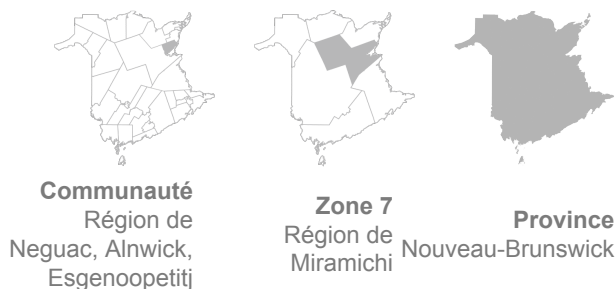 Communauté
Région de
Neguac, Alnwick,
Esgenoopetitj
Zone 7
Région de
Miramichi
Province
Nouveau-Brunswick